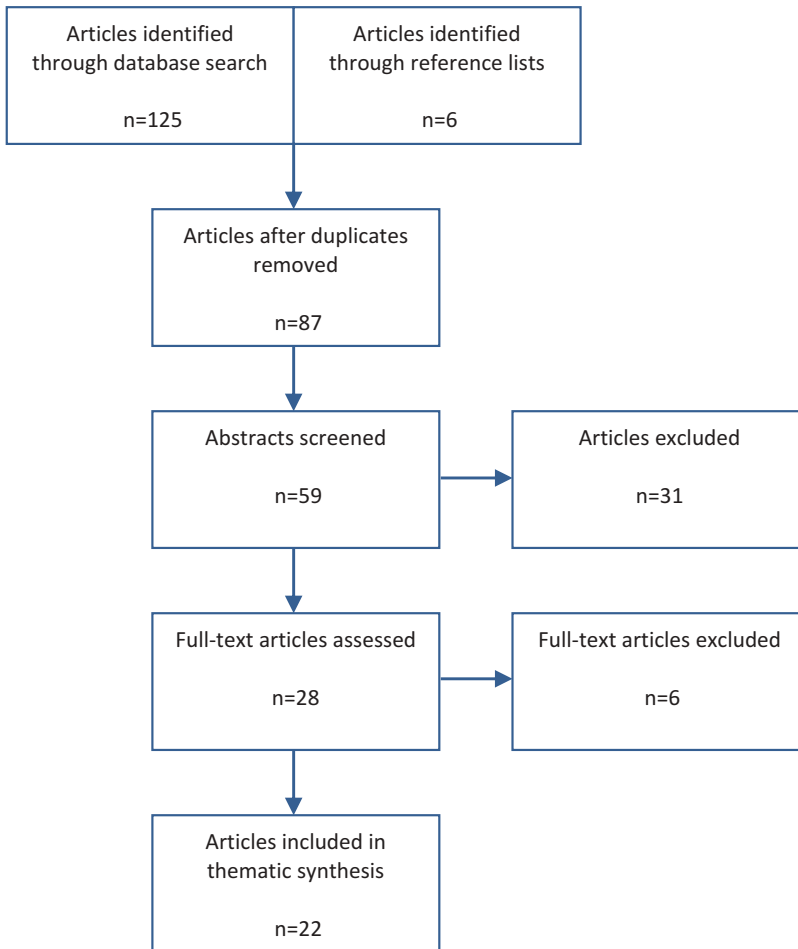 Articles identified
through database search
n=125
Articles identified
through reference lists
n=6
Articles after duplicates
removed
n=87
Abstracts screened
n=59
Articles excluded
n=31
Full-text articles assessed
n=28
Full-text articles excluded
n=6
Articles included in
thematic synthesis
n=22